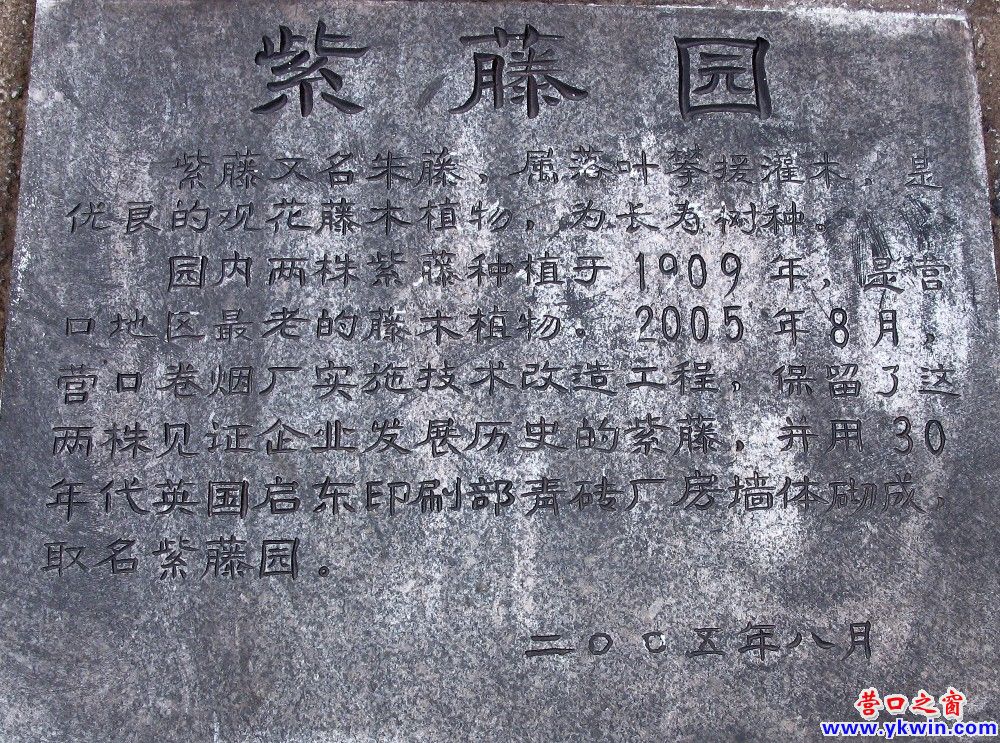 紫藤园
紫藤又名朱藤，属落叶攀援灌木，是
优良的观花藤木植物，为长寿树种。
园内两株紫藤种植于1909年，是营
口地区最老的藤木植物。2005年8月，
营口卷烟厂实施技术改造工程，保留了这
两株见证企业发展历史的紫藤，并用30
年代英国启东印刷部青砖厂房墙体砌成，
取名紫藤园。
二〇〇五年八月
营口之窗
www.ykwin.com